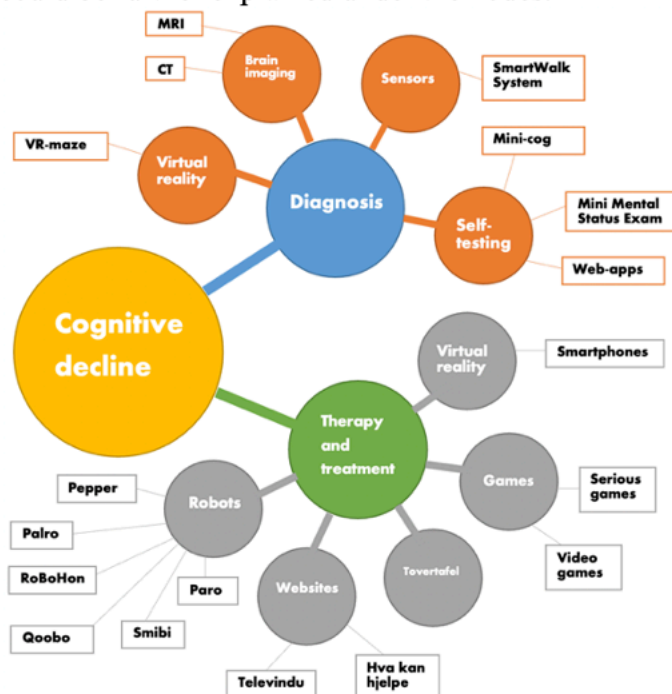 MRI
CT
Brain
imaging
Sensors
SmartWalk
System
VR-maze
Virtual
reality
Diagnosis
Mini-cog
Self-
testing
Mini Mental
Status Exam
Web-apps
Cognitive
decline
Virtual
reality
Smartphones
Therapy
and
treatment
Games
Serious
games
Video
games
Robots
Pepper
Palro
RoBoHon
Qoobo
Smibi
Paro
Websites
Televindu
Hva kan
hjelpe
Tovertafel